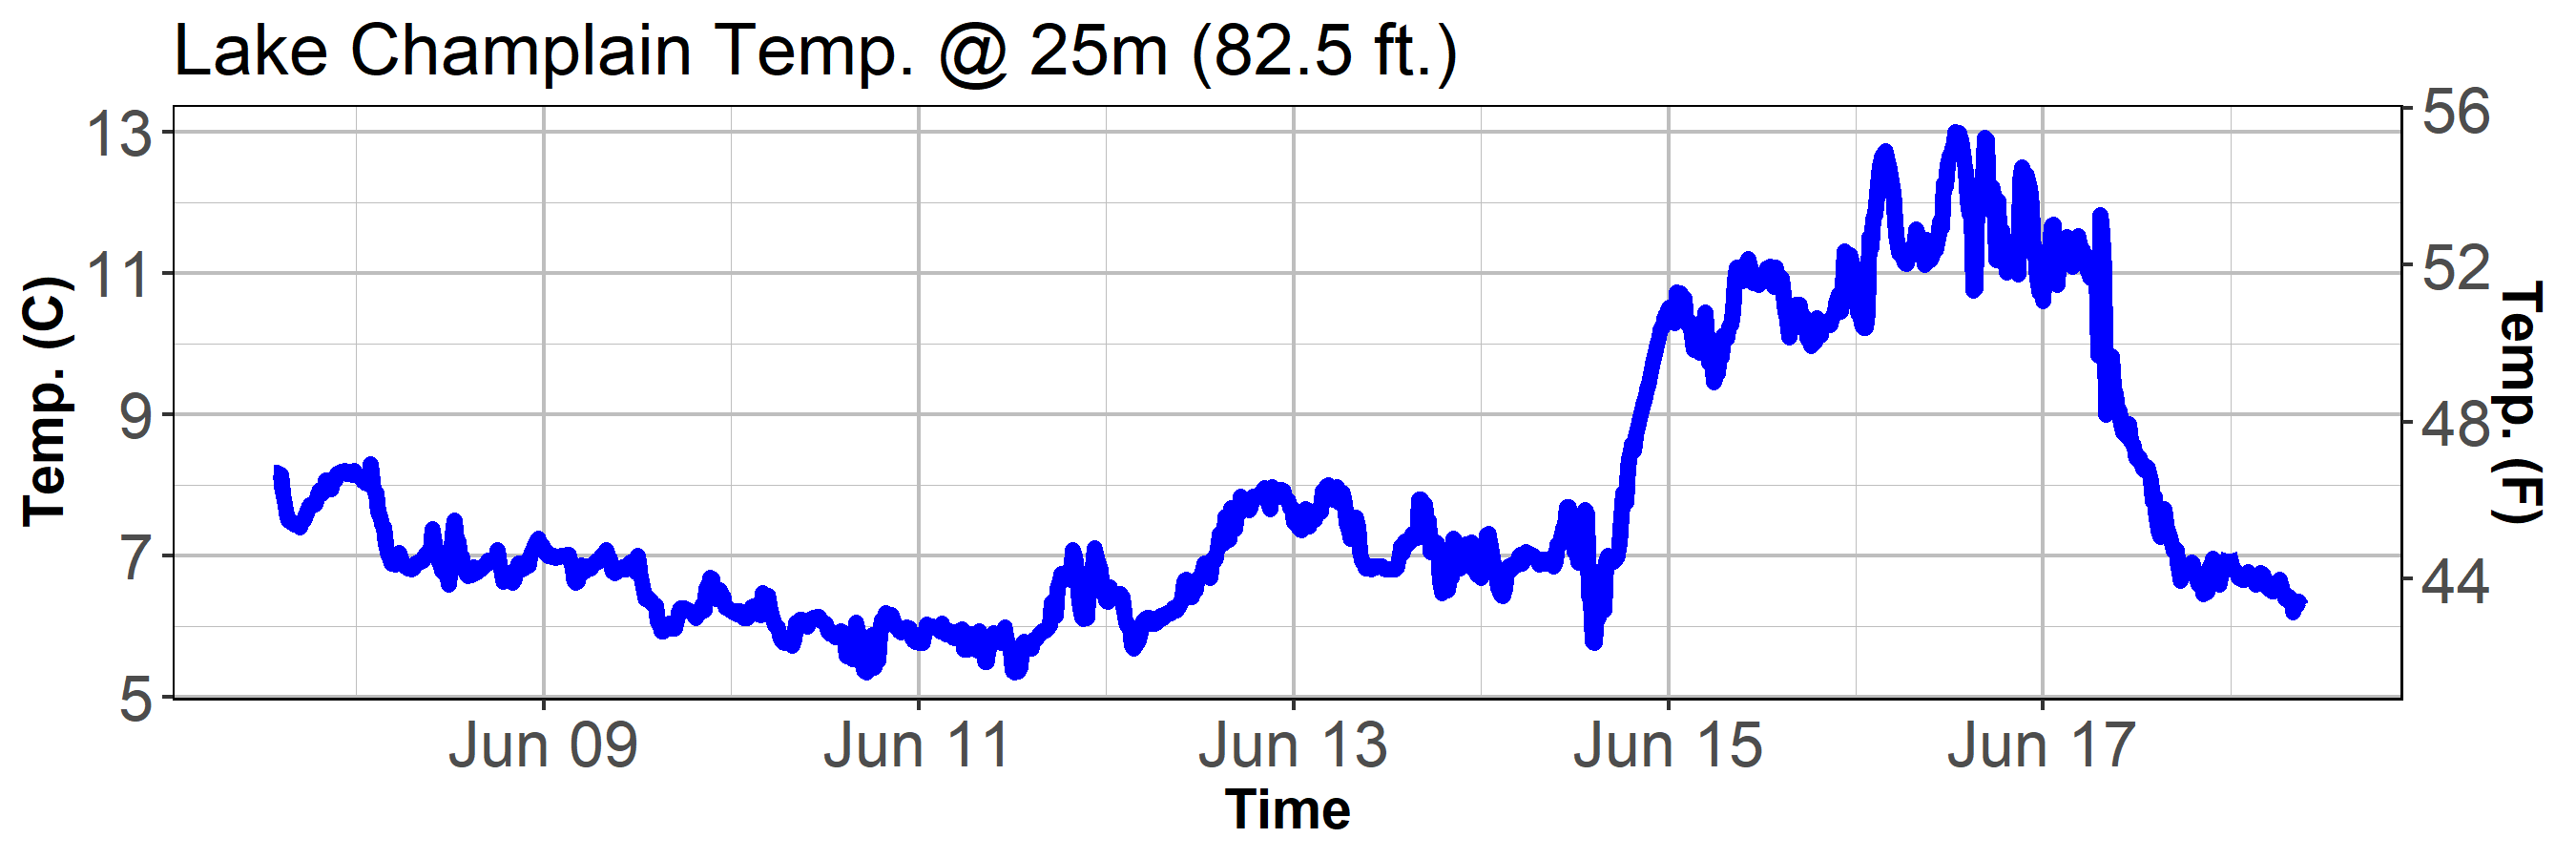 Lake Champlain Temp. @ 25m (82.5 ft.)
13
11
9
7
5
Temp. (C)
56
52
48
44
Temp. (F)
Jun 09
Jun 11
Jun 13
Jun 15
Jun 17
Time